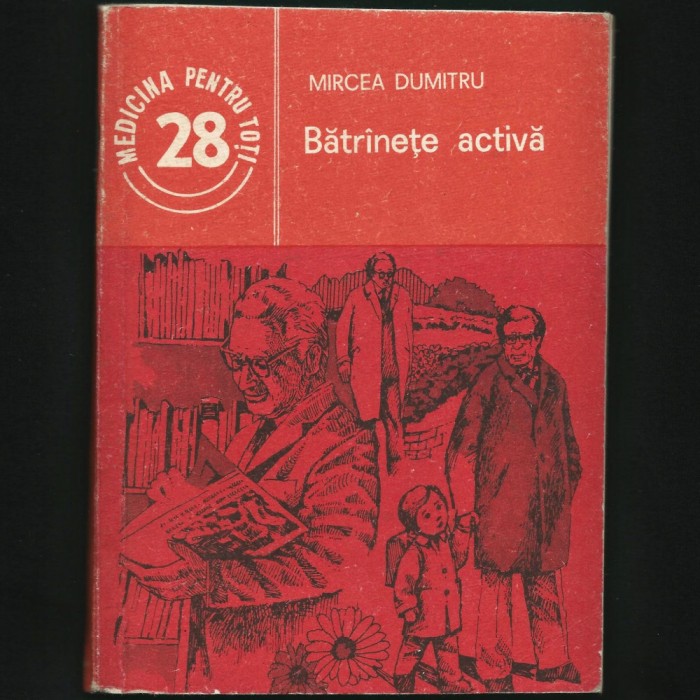 MEDICINA PENTRU TOȚI
28
MIRCEA DUMITRU
Bătrînețe activă